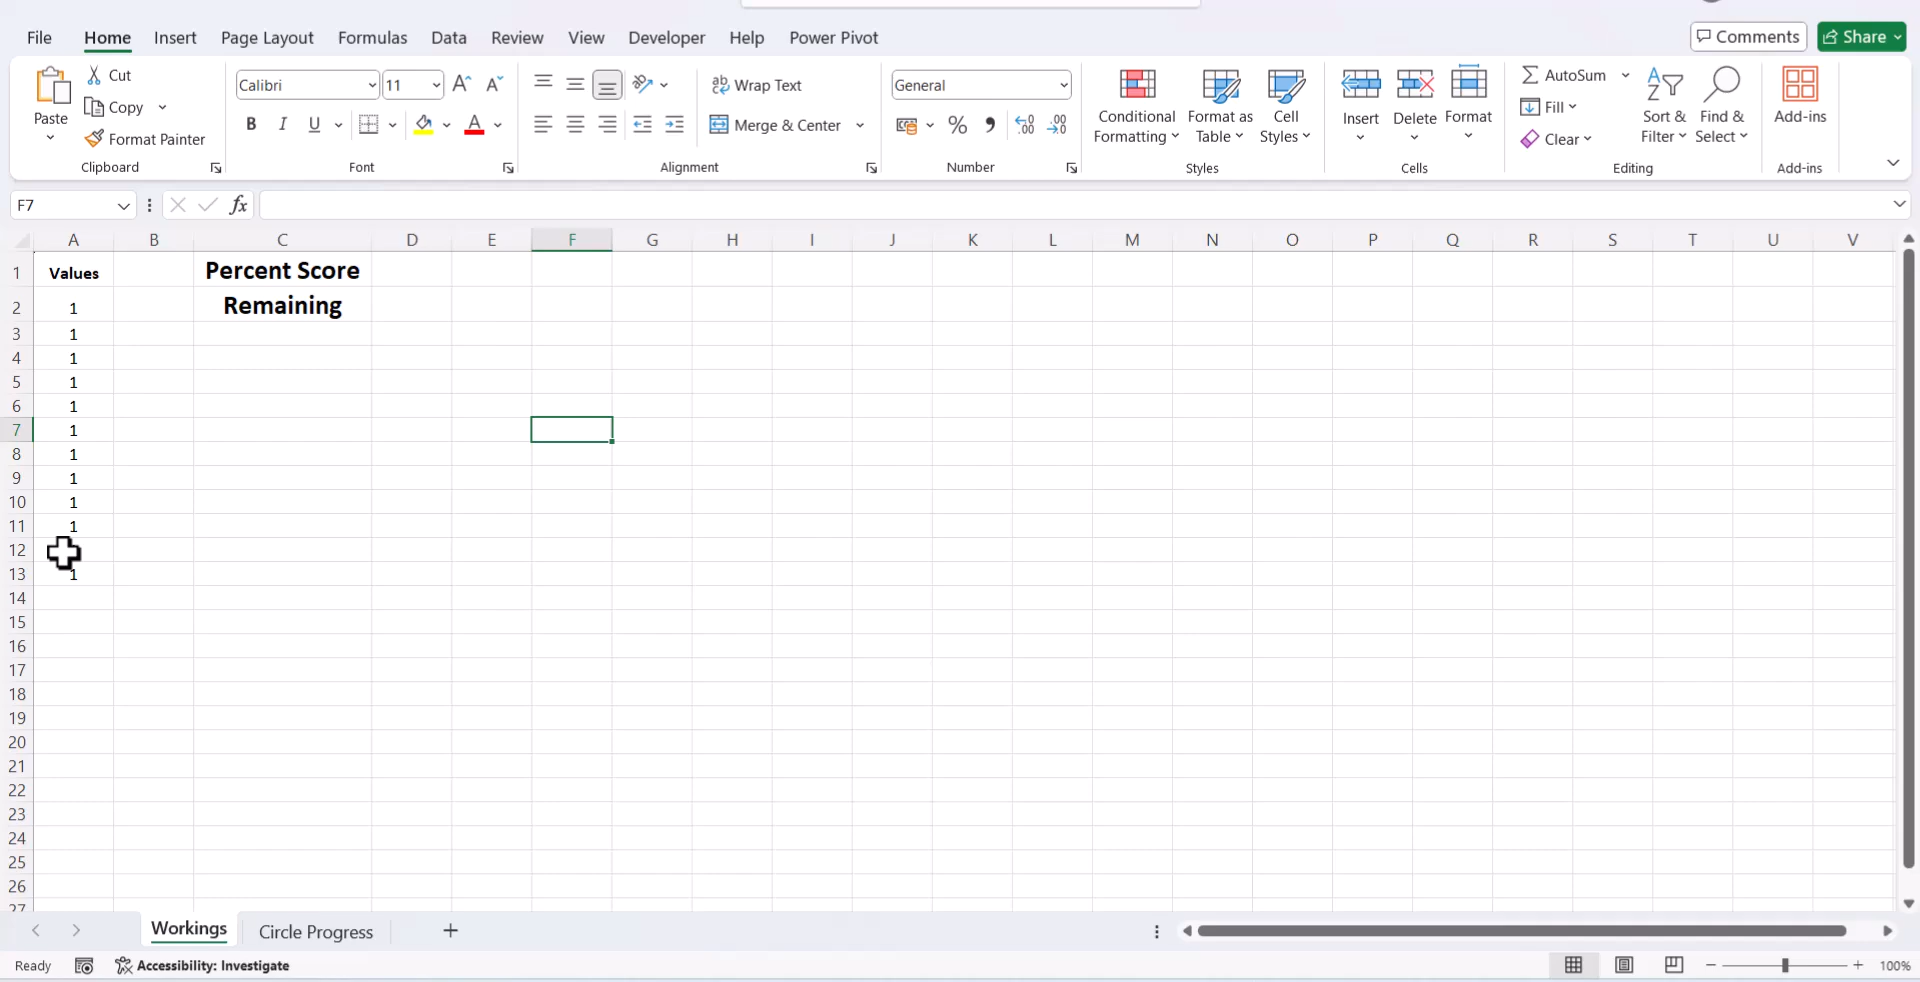 File Home Insert Page Layout Formulas Data Review View Developer Help Power Pivot Comments Share
Paste
Cut
Copy
Format Painter
Clipboard
Calibri 11
B I U A
Font
ab Wrap Text
Merge & Center
Alignment
General
%
Number
Conditional Formatting
Format as Table
Cell Styles
Styles
Insert
Delete
Format
Cells
AutoSum
Fill
Clear
Sort & Filter
Find & Select
Editing
Add-ins
Add-ins
F7 fx
A B C D E F G H I J K L M N O P Q R S T U V
1 Values Percent Score
2 1 Remaining
3 1
4 1
5 1
6 1
7 1
8 1
9 1
10 1
11 1
12
13 1
14
15
16
17
18
19
20
21
22
23
24
25
26
27
Workings Circle Progress
Ready Accessibility: Investigate 100%